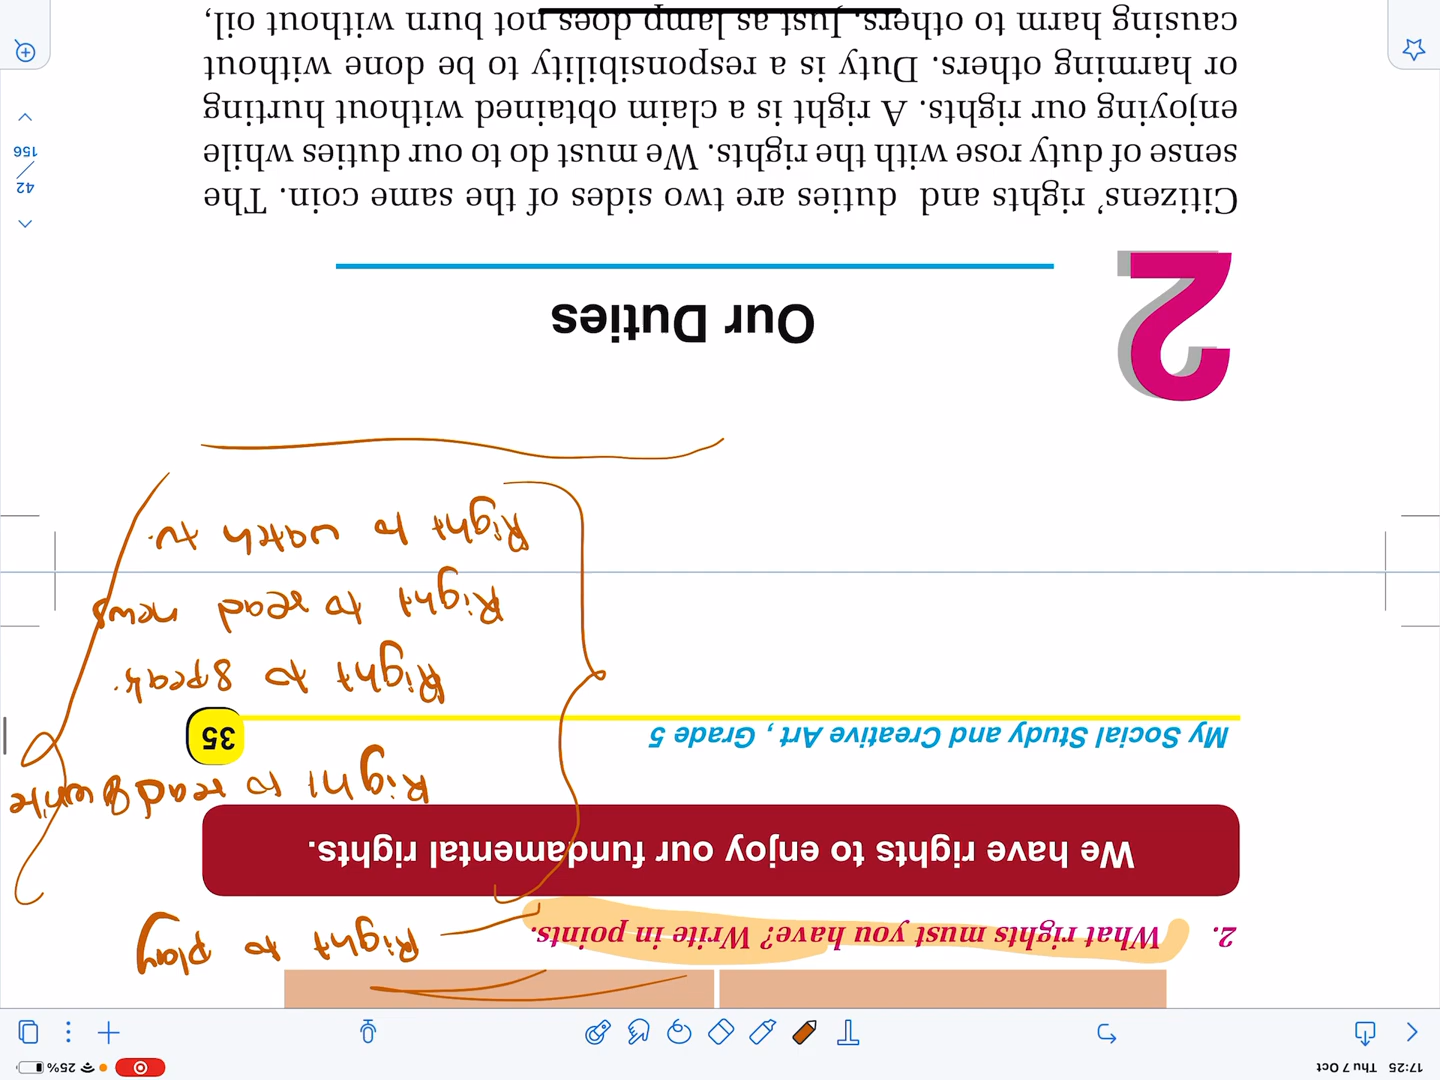 17:25 Thu 7 Oct
25%
2. What rights must you have? Write in points.
Right to play
We have rights to enjoy our fundamental rights.
Right to read & write
My Social Study and Creative Art , Grade 5
35
Right to speak.
Right to read news
Right to watch tv.
2
Our Duties
Citizens' rights and duties are two sides of the same coin. The
sense of duty rose with the rights. We must do to our duties while
enjoying our rights. A right is a claim obtained without hurting
or harming others. Duty is a responsibility to be done without
causing harm to others. Just as lamp does not burn without oil,
42
/
156